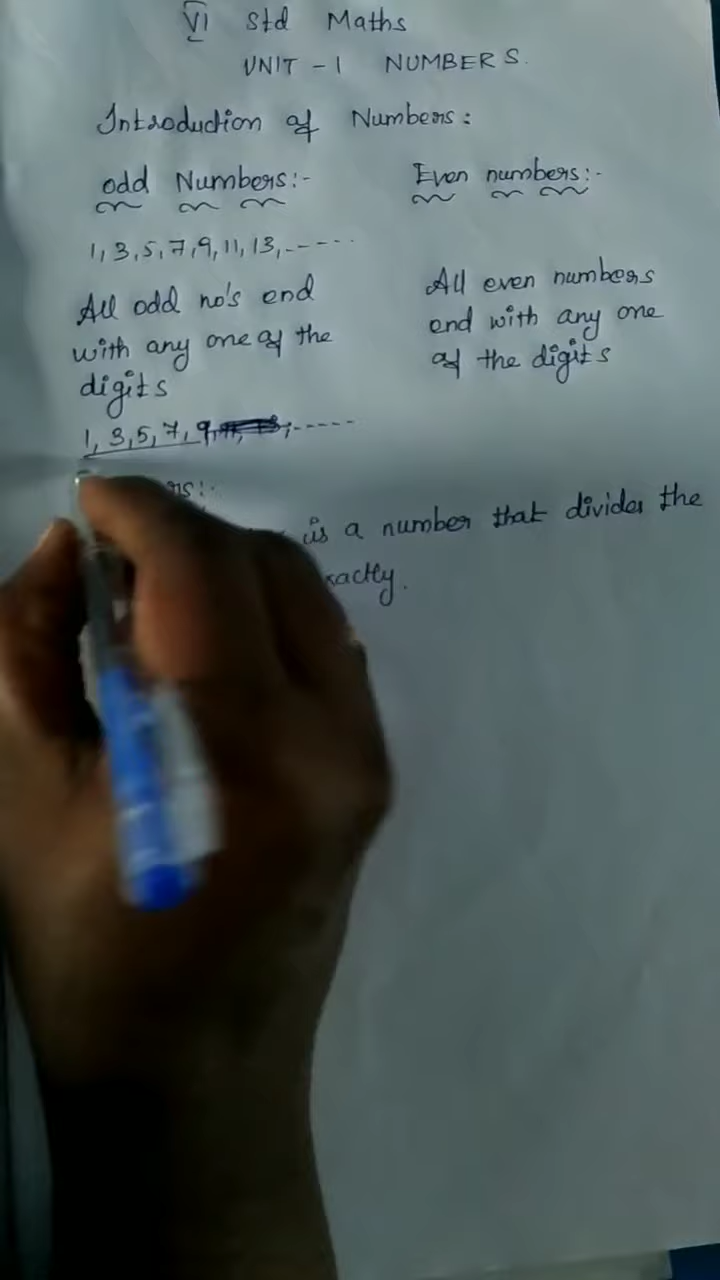 VI Std Maths
UNIT - 1 NUMBERS.
Introduction of Numbers:
odd Numbers:-
1, 3, 5, 7, 9, 11, 13, -----
All odd no's end
with any one of the
digits
1, 3, 5, 7, 9, -----
Even numbers:-
All even numbers
end with any one
of the digits
is a number that divides the